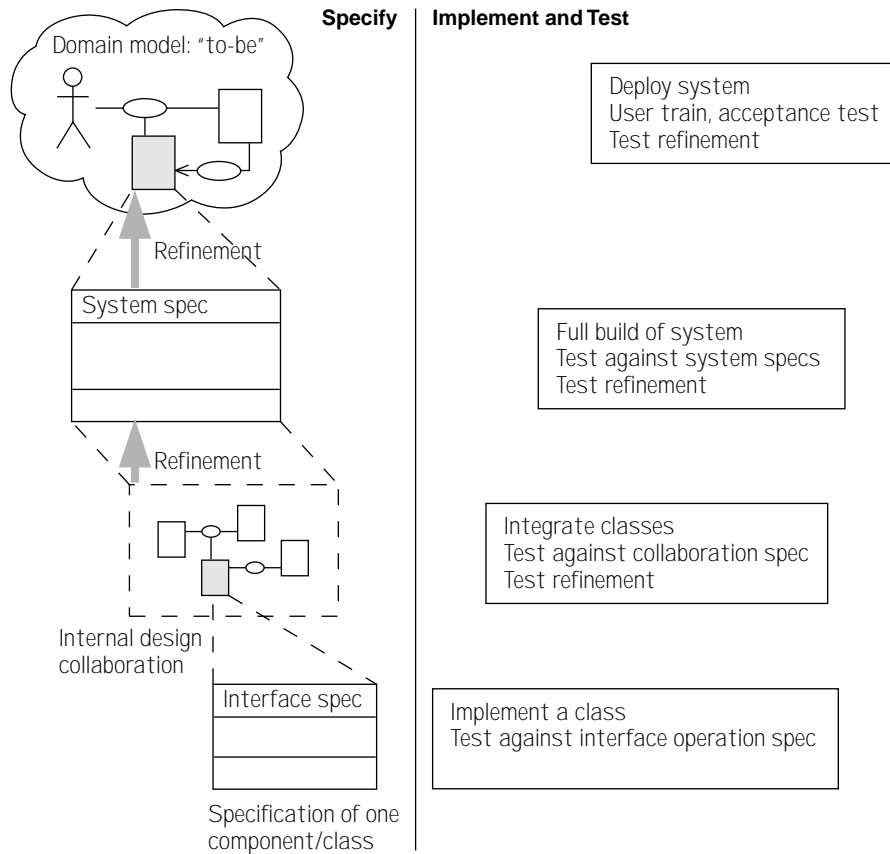 Specify
Implement and Test
Domain model: "to-be"
Deploy system
User train, acceptance test
Test refinement
Refinement
System spec
Full build of system
Test against system specs
Test refinement
Refinement
Integrate classes
Test against collaboration spec
Test refinement
Internal design
collaboration
Interface spec
Implement a class
Test against interface operation spec
Specification of one
component/class